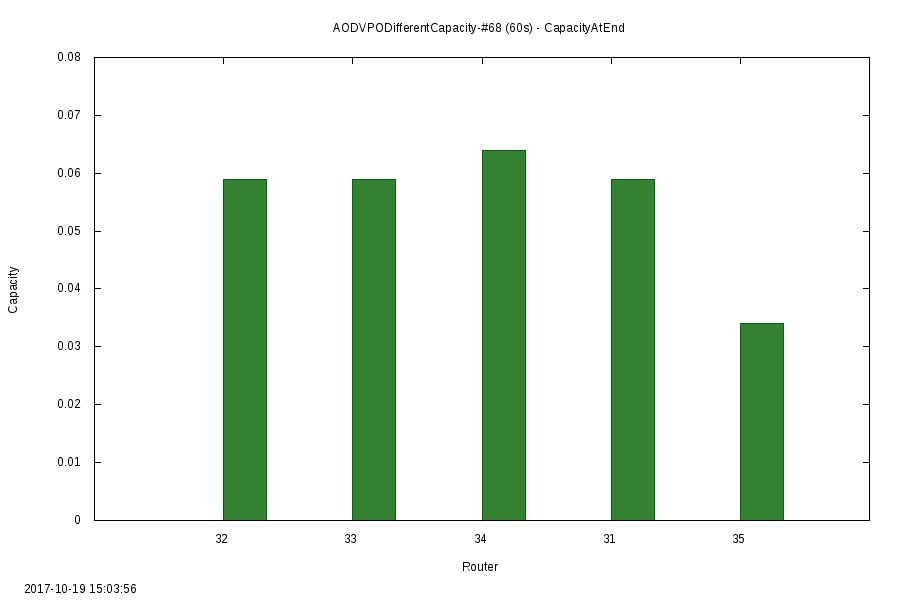 AODVPODifferentCapacity-#68 (60s) - CapacityAtEnd
0.08
0.07
0.06
0.05
0.04
0.03
0.02
0.01
0
Capacity
32 33 34 31 35
Router
2017-10-19 15:03:56